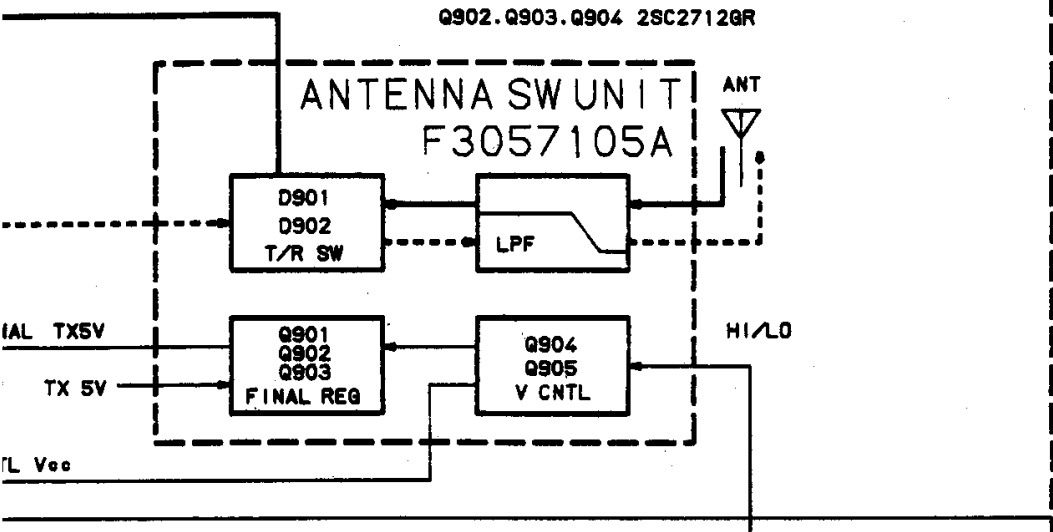 Q902.Q903.Q904 2SC2712GR
ANTENNA SW UNIT
F3057105A
ANT
D901
D902
T/R SW
LPF
IAL TX5V
TX 5V
Q901
Q902
Q903
FINAL REG
Q904
Q905
V CNTL
HI/LO
TL Vcc